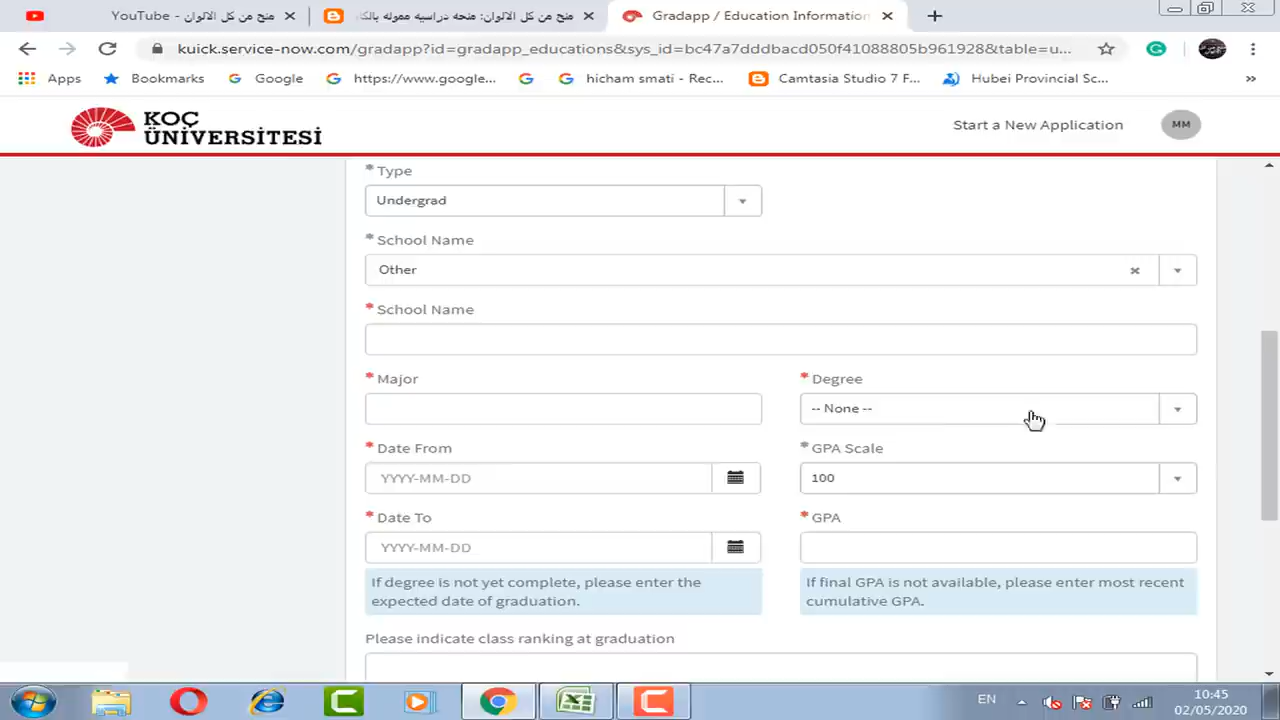 YouTube - منح من كل الالوان
منح من كل الالوان: منحه دراسيه مموله بالكا
Gradapp / Education Information
kuick.service-now.com/gradapp?id=gradapp_educations&sys_id=bc47a7dddbacd050f41088805b961928&table=u...
Apps
Bookmarks
Google
https://www.google...
hicham smati - Rec...
Camtasia Studio 7 F...
Hubei Provincial Sc...
»
KOÇ
ÜNİVERSİTESİ
Start a New Application
MM
* Type
Undergrad
* School Name
Other
* School Name
* Major
* Degree
-- None --
* Date From
YYYY-MM-DD
* GPA Scale
100
* Date To
YYYY-MM-DD
* GPA
If degree is not yet complete, please enter the
expected date of graduation.
If final GPA is not available, please enter most recent
cumulative GPA.
Please indicate class ranking at graduation
EN
10:45
02/05/2020